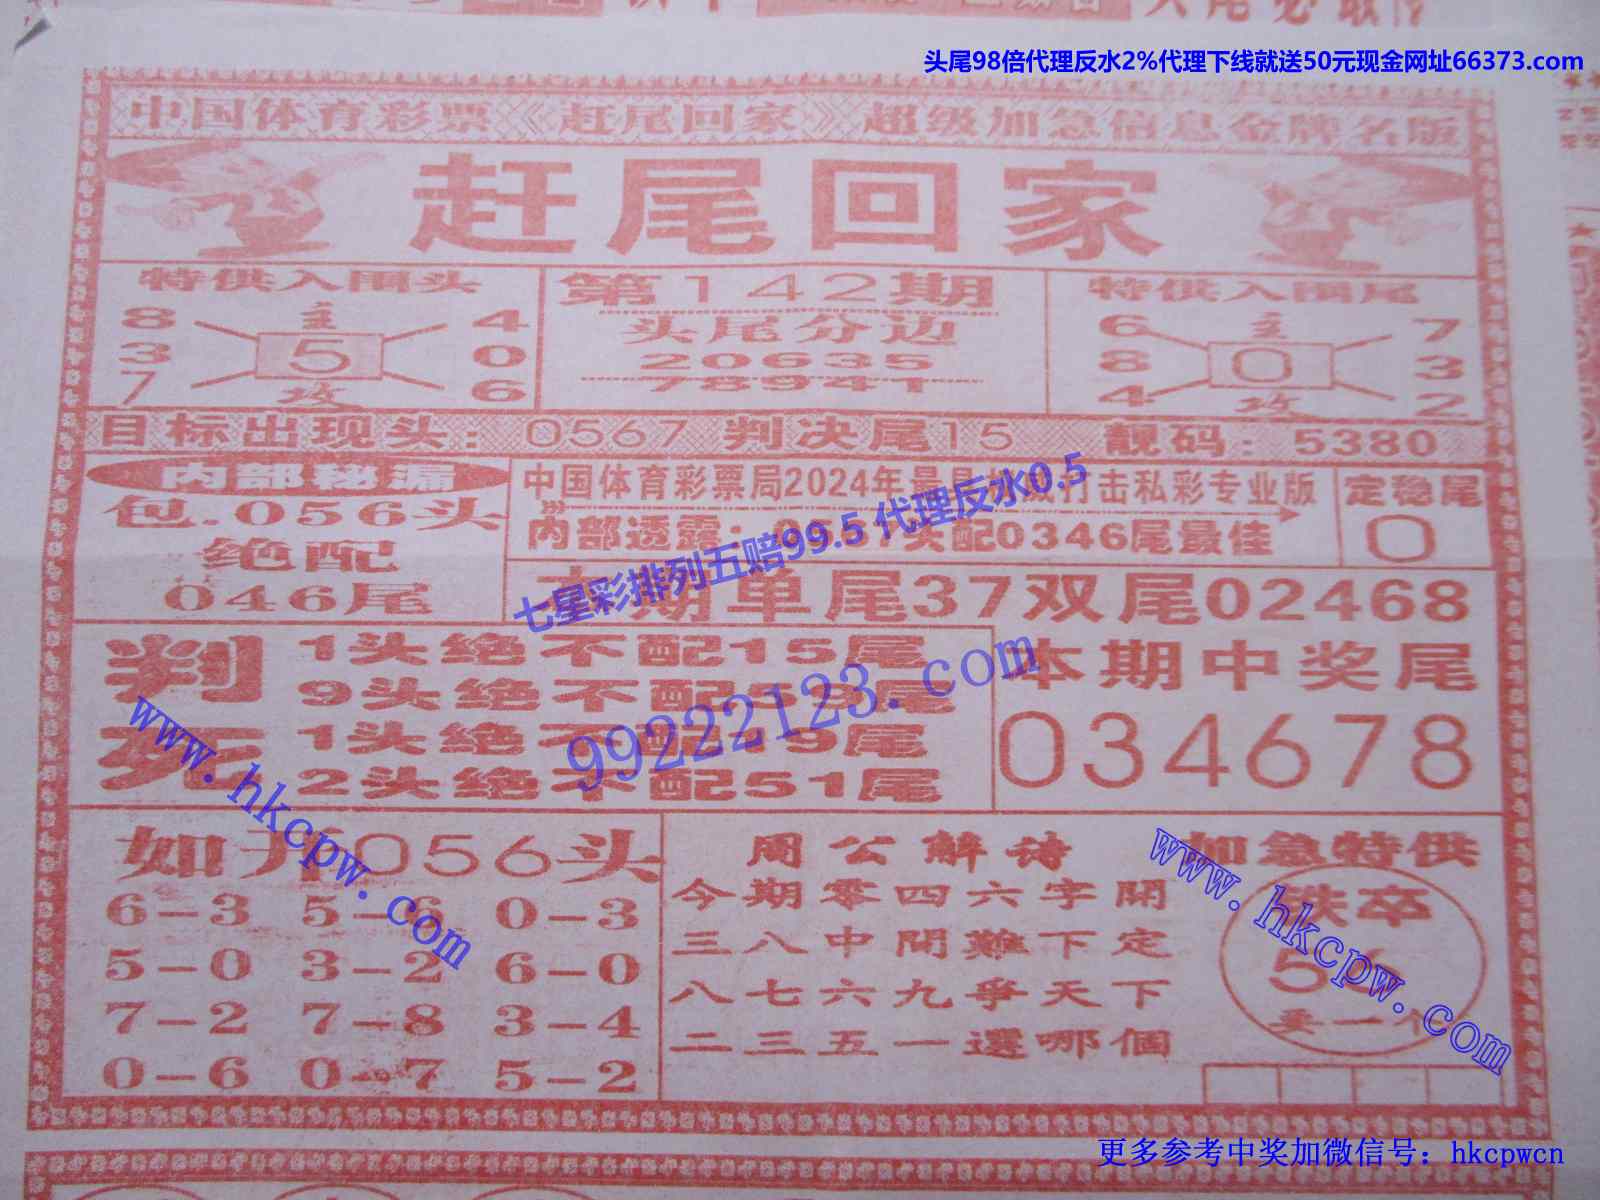 头尾98倍代理反水2%代理下线就送50元现金网址66373.com
中国体育彩票《赶尾回家》超级加急信息金牌名版
赶尾回家
特供入围头
8 主 4
3 5 0
7 攻 6
第142期
头尾分边
20635
78941
特供入围尾
6 主 7
8 0 3
4 攻 2
目标出现头：0567 判决尾15 靓码：5380
内部秘漏
包.056头
绝配
046尾
中国体育彩票局2024年最具 打击私彩专业版
内部透露： 头配0346尾最佳
定稳尾
0
期单尾37双尾02468
七星彩排列五赔99.5 代理反水0.5
判死
1头绝不配15尾
9头绝不配 尾
1头绝不配15尾
2头绝不配51尾
99222123.com
本期中奖尾
034678
www.hkcpw.com
如开056头
6-3 5-6 0-3
5-0 3-2 6-0
7-2 7-8 3-4
0-6 0-7 5-2
周公解诗
今期零四六字開
三八中間難下定
八七六九爭天下
二三五一選哪個
加急特供
铁卒
5
卖一个
www.hkcpw.com
更多参考中奖加微信号：hkcpwcn